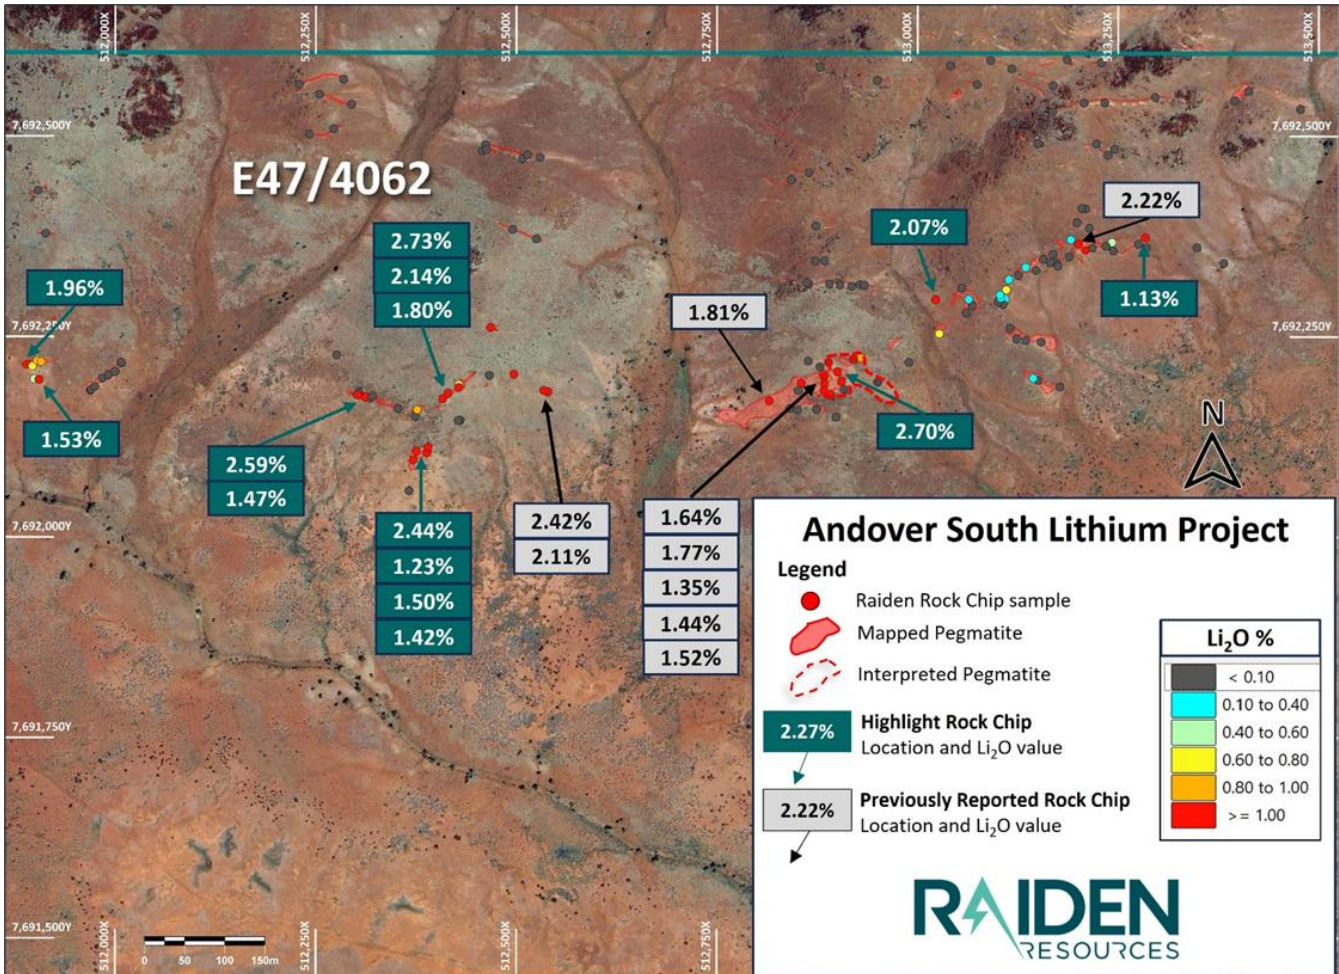 512,000X
512,250X
512,500X
512,750X
513,000X
513,250X
513,500X
7,692,500Y
7,692,500Y
E47/4062
2.22%
2.73%
2.14%
1.80%
2.07%
1.96%
1.13%
1.81%
7,692,250Y
7,692,250Y
1.53%
2.70%
2.59%
1.47%
2.44%
1.23%
1.50%
1.42%
2.42%
2.11%
1.64%
1.77%
1.35%
1.44%
1.52%
N
7,692,000Y
7,691,750Y
7,691,500Y
Andover South Lithium Project
Legend
Raiden Rock Chip sample
Mapped Pegmatite
Interpreted Pegmatite
2.27%
Highlight Rock Chip
Location and Li₂O value
2.22%
Previously Reported Rock Chip
Location and Li₂O value
Li₂O %
< 0.10
0.10 to 0.40
0.40 to 0.60
0.60 to 0.80
0.80 to 1.00
>= 1.00
RAIDEN
RESOURCES
0 50 100 150m
512,000X
512,250X
512,500X
512,750X